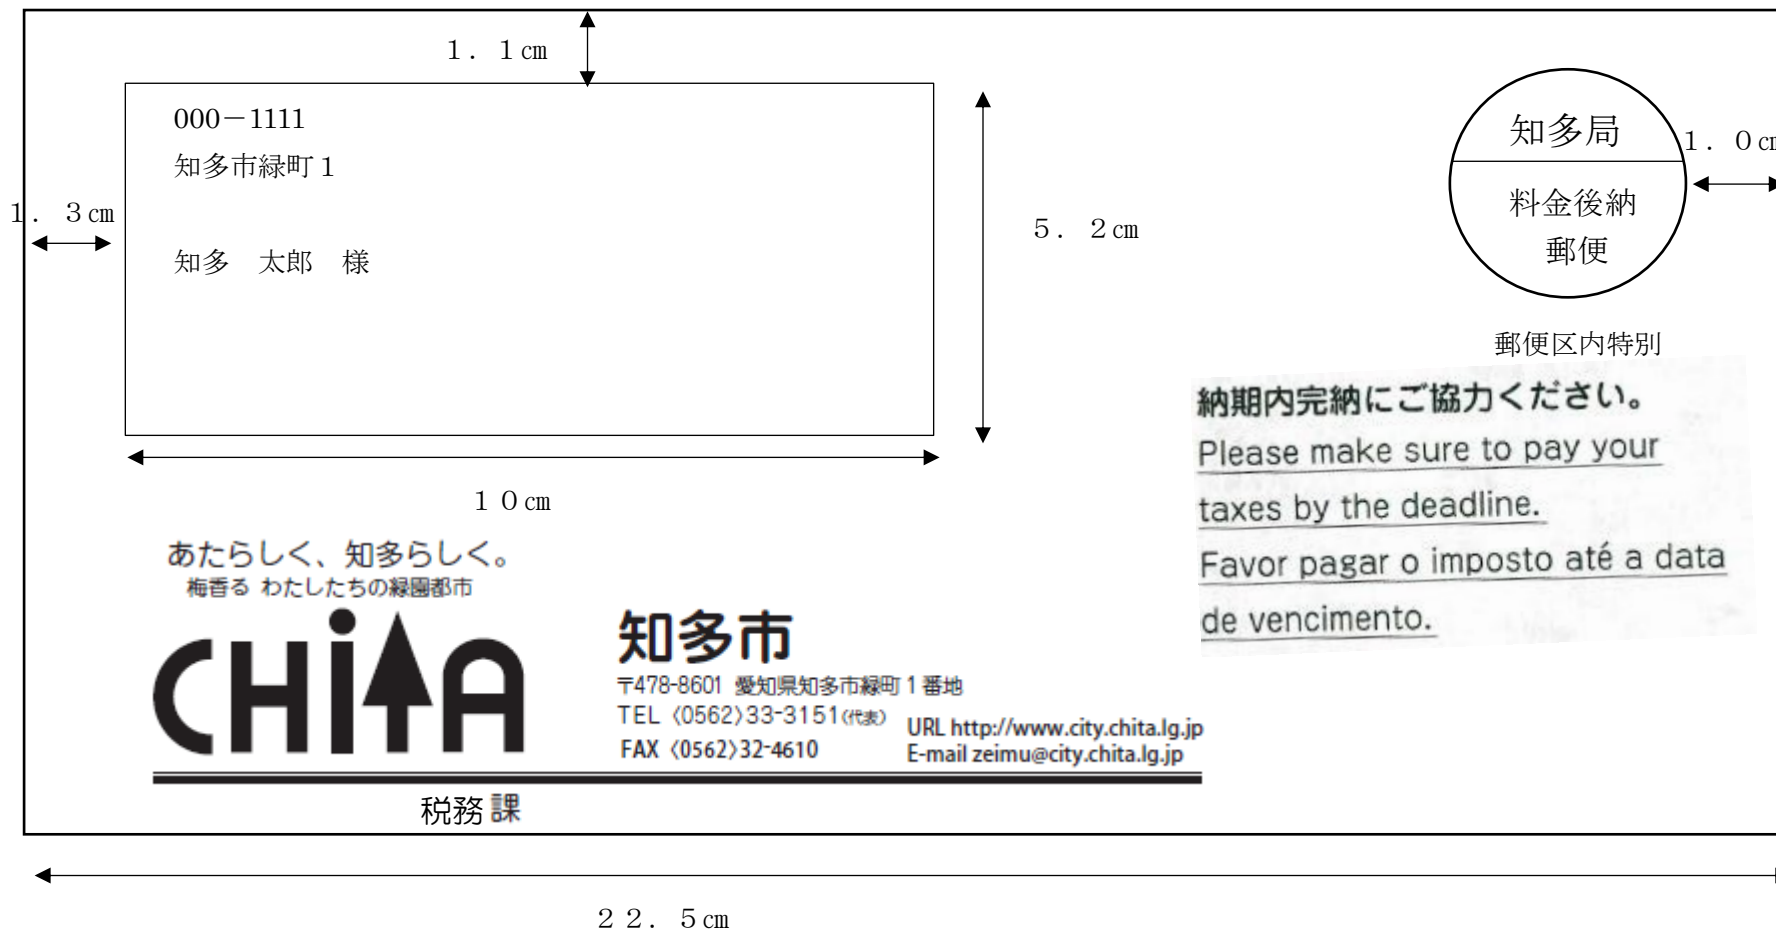 １．１㎝
000－1111
知多市緑町１
知多　太郎　様
１．３㎝
５．２㎝
１０㎝
知多局
料金後納
郵便
１．０㎝
郵便区内特別
納期内完納にご協力ください。
Please make sure to pay your
taxes by the deadline.
Favor pagar o imposto até a data
de vencimento.
あたらしく、知多らしく。
梅香る わたしたちの緑園都市
CHiTA
知多市
〒478-8601 愛知県知多市緑町１番地
TEL〈0562〉33-3151(代表)
FAX〈0562〉32-4610
URL http://www.city.chita.lg.jp
E-mail zeimu@city.chita.lg.jp
税務課
２２．５㎝